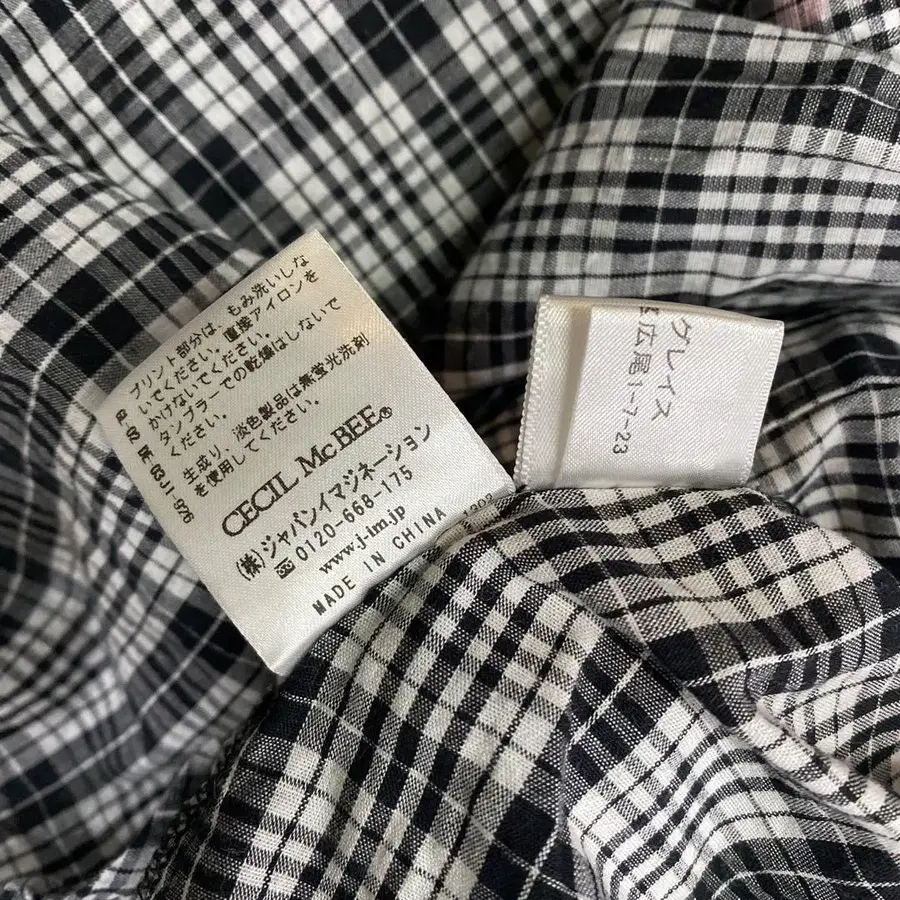 プリント部分は、もみ洗いしな
いでください。直接アイロンを
かけないでください。
タンブラーでの乾燥はしないで
ください。
生成り、淡色製品は無蛍光洗剤
を使用してください。
CECIL McBEE®
(株)ジャパンイマジネーション
0120-668-175
www.j-im.jp
MADE IN CHINA
グレイス
広尾1-7-23